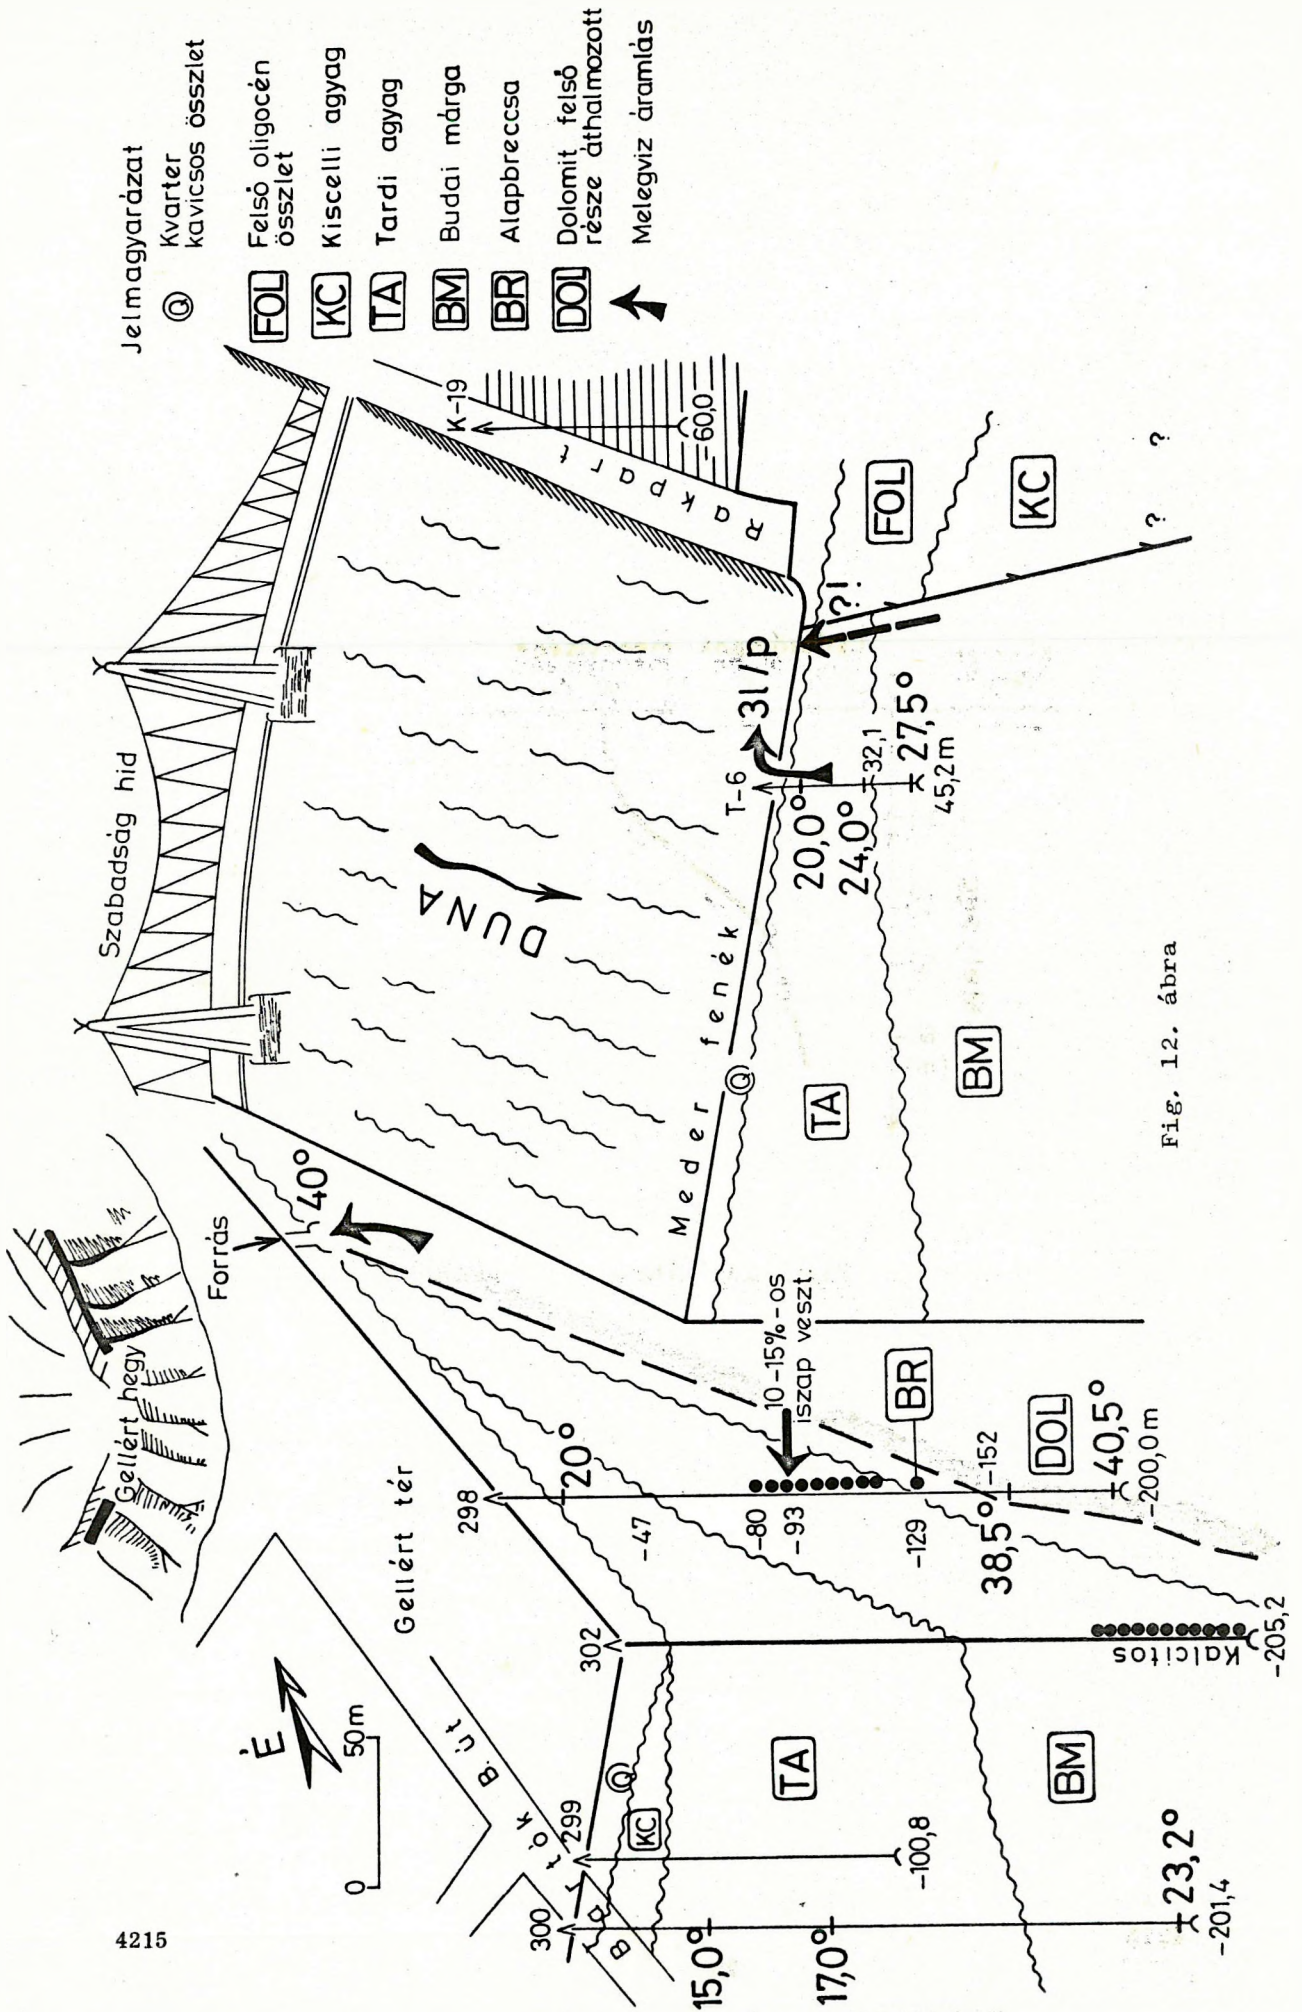 4215
Jelmagyarázat
Q Kvarter
kavicsos összlet
FOL Felső oligocén
összlet
KC Kiscelli agyag
TA Tardi agyag
BM Budai márga
BR Alapbreccsa
DOL Dolomit felső
része áthalmozott
Melegviz áramlás
Szabadság hid
Gellért hegy
Forrás
40°
Gellért tér
É
0 50m
B. út
Bartók
DUNA
Rakpart
K-19
-60,0
Meder fenék
Q
T-6
3l/p
?!
20,0°
24,0°
32,1
27,5°
45,2m
FOL
KC
?
?
TA
BM
298
20°
-47
-80
-93
10-15%-os
iszap veszt.
BR
-129
-152
38,5°
DOL
40,5°
-200,0m
302
Kalcitos
-205,2
299
Q
KC
-100,8
300
15,0°
17,0°
TA
BM
23,2°
-201,4
Fig. 12. ábra